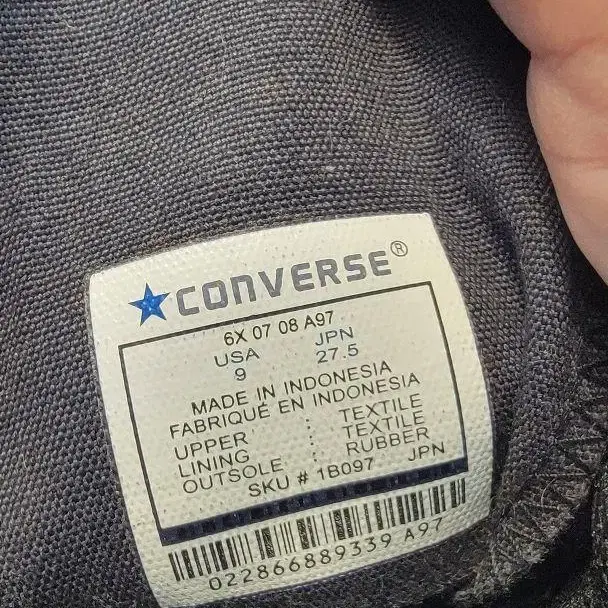 CONVERSE®
6X 07 08 A97
USA JPN
9 27.5
MADE IN INDONESIA
FABRIQUÉ EN INDONESIA
UPPER : TEXTILE
LINING : TEXTILE
OUTSOLE : RUBBER
SKU # 1B097 JPN
022866889339 A97